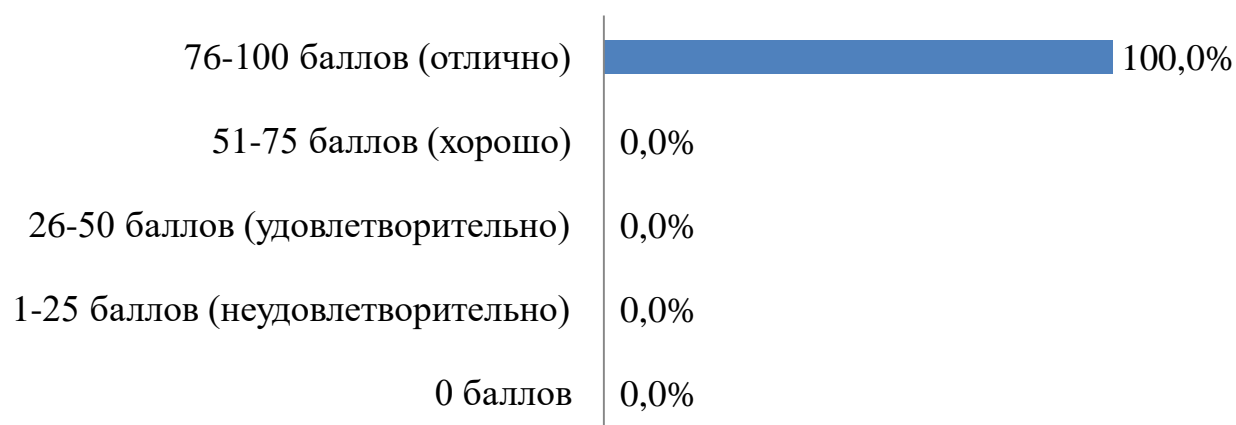 76-100 баллов (отлично) 100,0%
51-75 баллов (хорошо) 0,0%
26-50 баллов (удовлетворительно) 0,0%
1-25 баллов (неудовлетворительно) 0,0%
0 баллов 0,0%